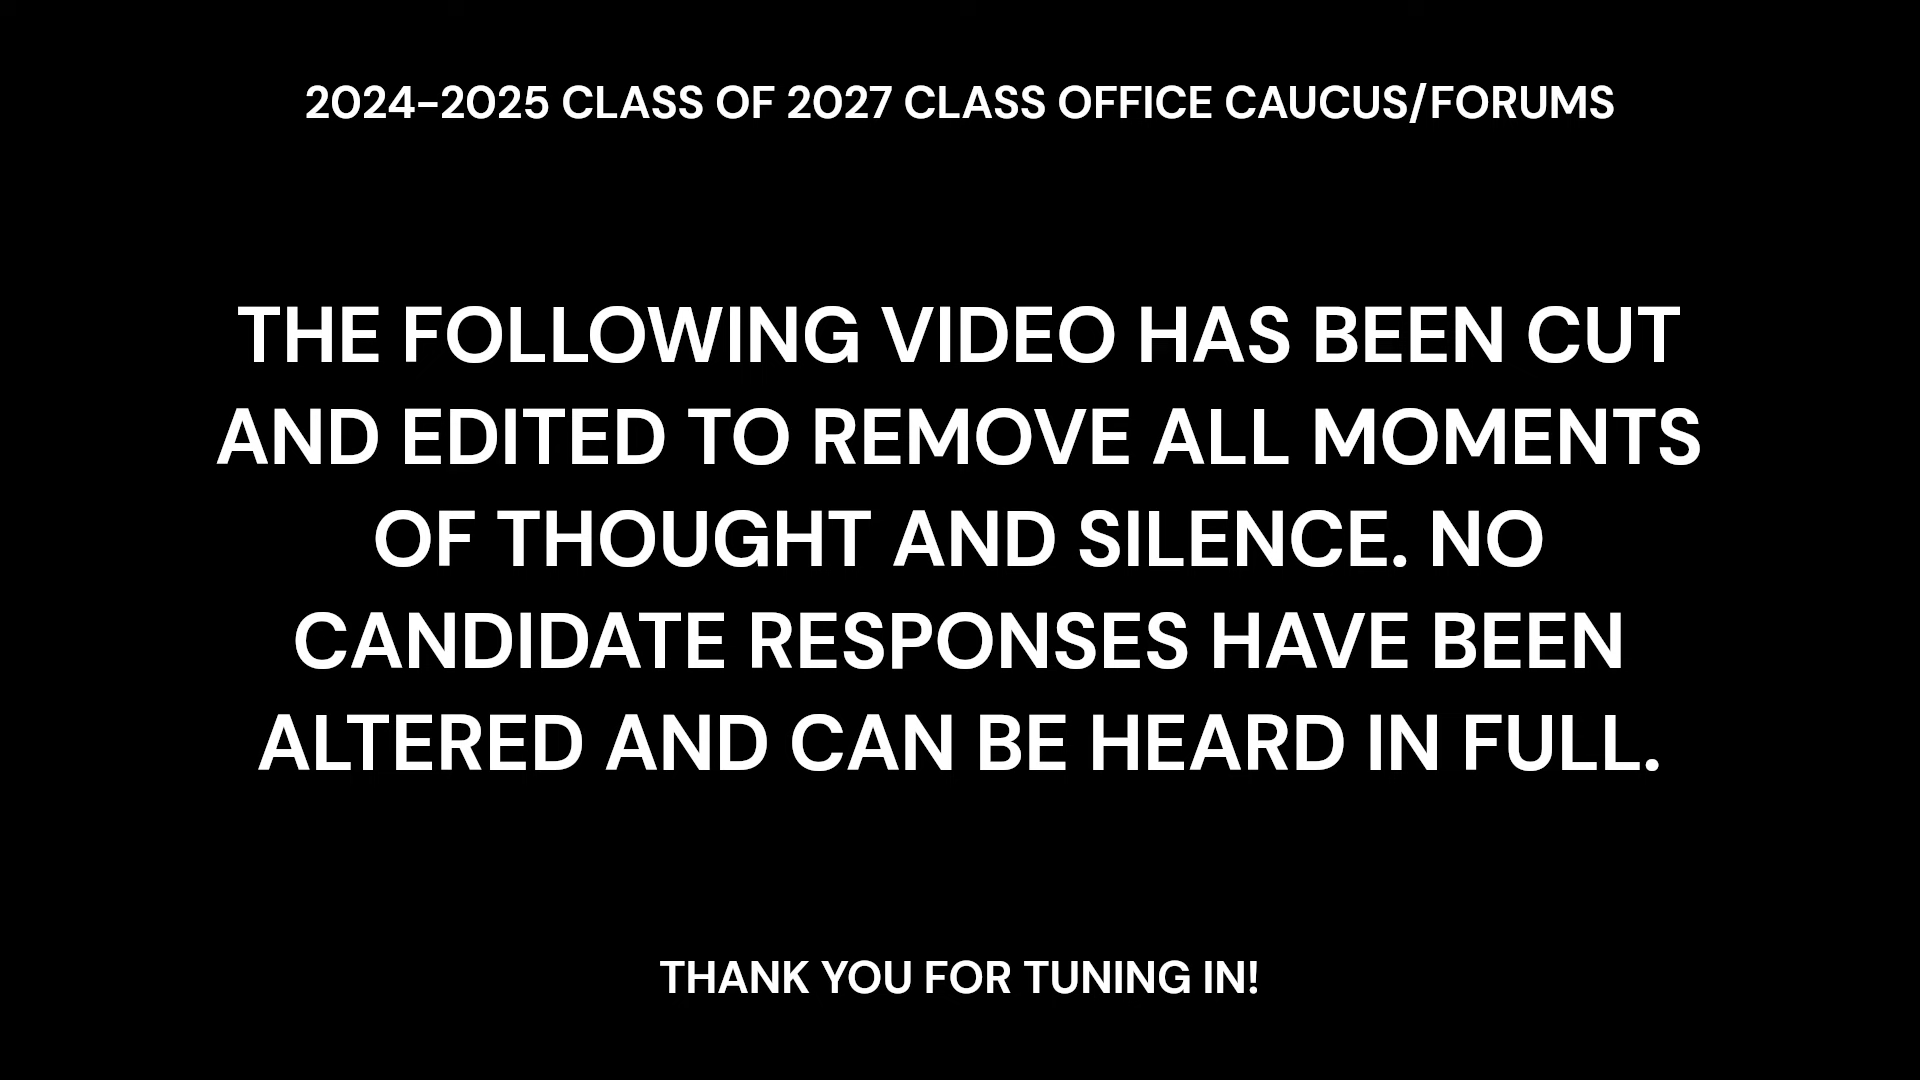 2024-2025 CLASS OF 2027 CLASS OFFICE CAUCUS/FORUMS
THE FOLLOWING VIDEO HAS BEEN CUT
AND EDITED TO REMOVE ALL MOMENTS
OF THOUGHT AND SILENCE. NO
CANDIDATE RESPONSES HAVE BEEN
ALTERED AND CAN BE HEARD IN FULL.
THANK YOU FOR TUNING IN!